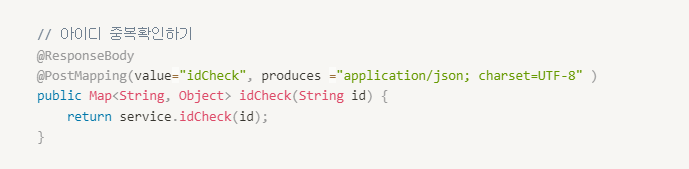 // 아이디 중복확인하기
@ResponseBody
@PostMapping(value="idCheck", produces ="application/json; charset=UTF-8" )
public Map<String, Object> idCheck(String id) {
    return service.idCheck(id);
}